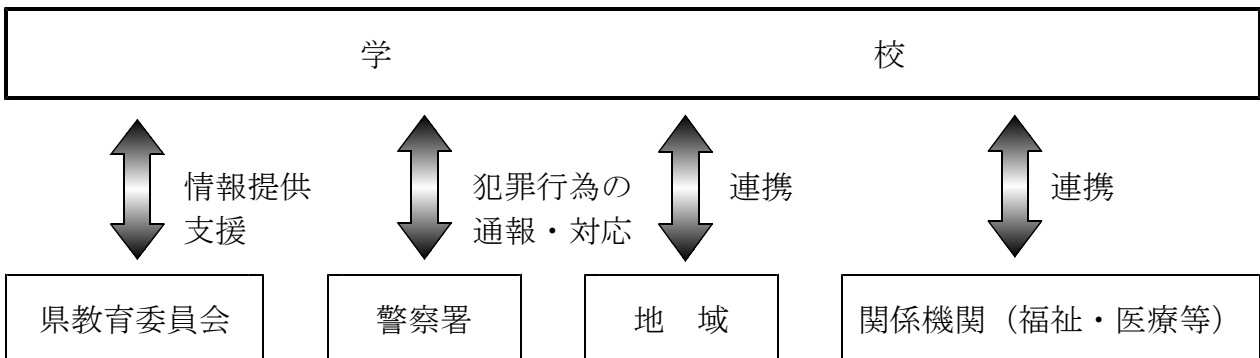 学　校
情報提供
支援
犯罪行為の
通報・対応
連携
連携
県教育委員会
警察署
地　域
関係機関（福祉・医療等）